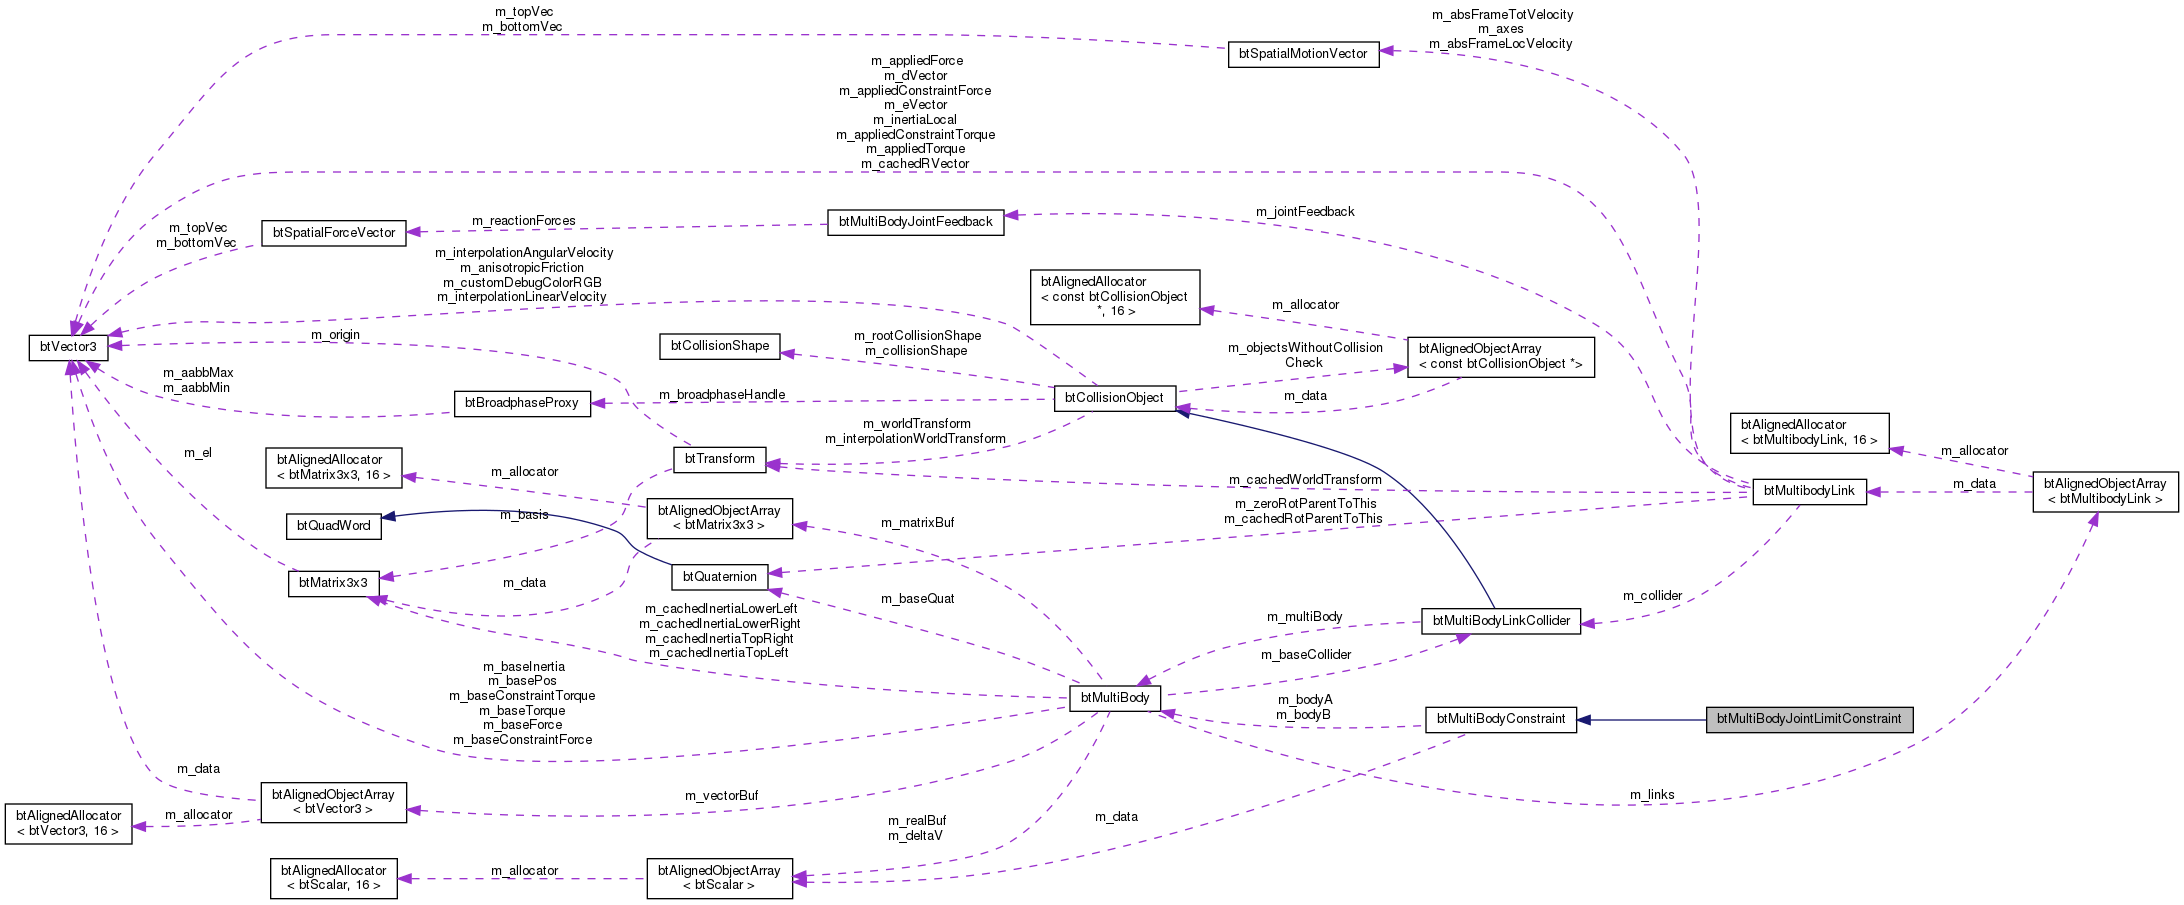 m_topVec
m_bottomVec
m_absFrameTotVelocity
m_axes
m_absFrameLocVelocity
btSpatialMotionVector
m_appliedForce
m_dVector
m_appliedConstraintForce
m_eVector
m_inertiaLocal
m_appliedConstraintTorque
m_appliedTorque
m_cachedRVector
m_topVec
m_bottomVec
btSpatialForceVector
m_reactionForces
btMultiBodyJointFeedback
m_jointFeedback
m_interpolationAngularVelocity
m_anisotropicFriction
m_customDebugColorRGB
m_interpolationLinearVelocity
btAlignedAllocator
< const btCollisionObject
*, 16 >
m_allocator
btVector3
m_origin
btCollisionShape
m_rootCollisionShape
m_collisionShape
m_objectsWithoutCollision
Check
btAlignedObjectArray
< const btCollisionObject *>
m_aabbMax
m_aabbMin
btBroadphaseProxy
m_broadphaseHandle
btCollisionObject
m_data
m_el
btAlignedAllocator
< btMatrix3x3, 16 >
m_allocator
btTransform
m_worldTransform
m_interpolationWorldTransform
btAlignedAllocator
< btMultibodyLink, 16 >
m_allocator
m_cachedWorldTransform
btMultibodyLink
m_data
btAlignedObjectArray
< btMultibodyLink >
btQuadWord
m_basis
btAlignedObjectArray
< btMatrix3x3 >
m_matrixBuf
m_zeroRotParentToThis
m_cachedRotParentToThis
btMatrix3x3
m_data
btQuaternion
m_baseQuat
m_collider
m_cachedInertiaLowerLeft
m_cachedInertiaLowerRight
m_cachedInertiaTopRight
m_cachedInertiaTopLeft
m_multiBody
btMultiBodyLinkCollider
m_baseCollider
m_baseInertia
m_basePos
m_baseConstraintTorque
m_baseTorque
m_baseForce
m_baseConstraintForce
btMultiBody
m_bodyA
m_bodyB
btMultiBodyConstraint
btMultiBodyJointLimitConstraint
m_data
btAlignedAllocator
< btVector3, 16 >
m_allocator
btAlignedObjectArray
< btVector3 >
m_vectorBuf
m_links
m_realBuf
m_deltaV
m_data
btAlignedAllocator
< btScalar, 16 >
m_allocator
btAlignedObjectArray
< btScalar >